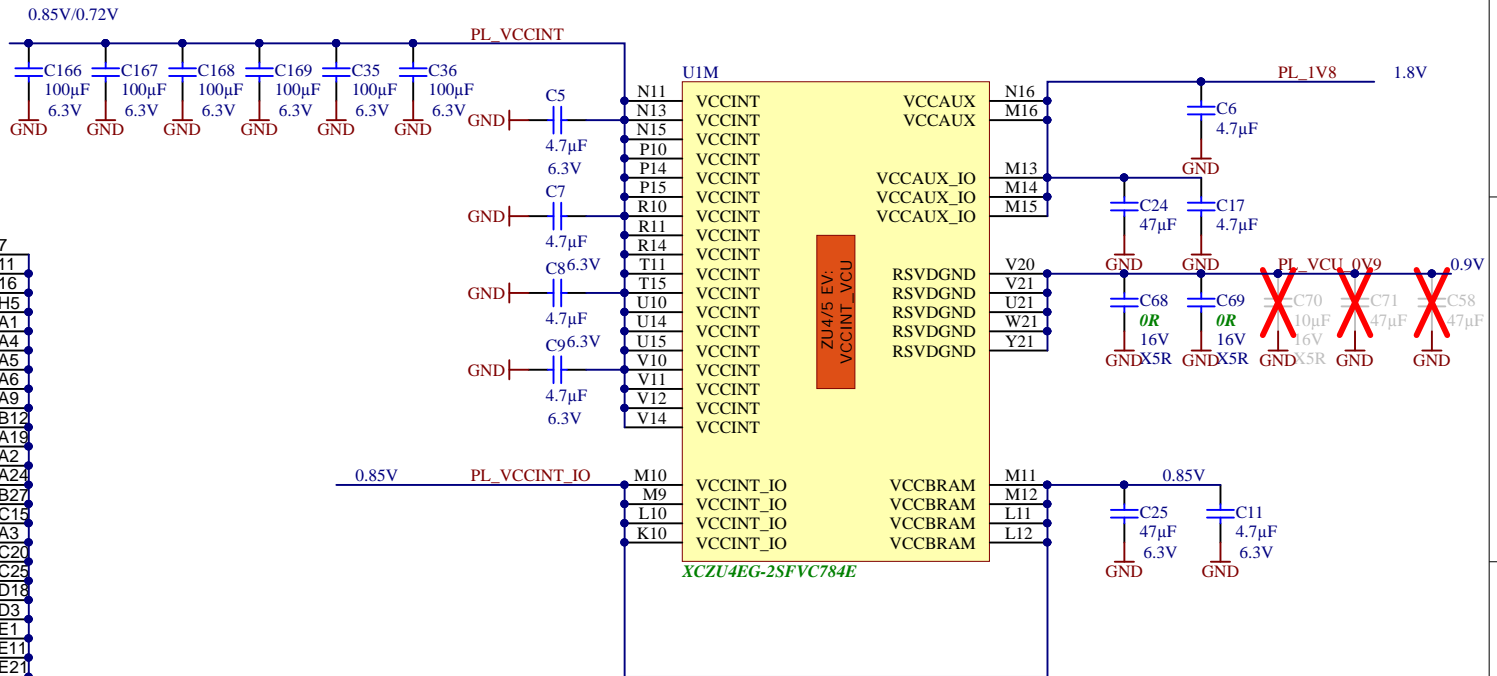 0.85V/0.72V
PL_VCCINT
C166
100µF
6.3V
GND
C167
100µF
6.3V
GND
C168
100µF
6.3V
GND
C169
100µF
6.3V
GND
C35
100µF
6.3V
GND
C36
100µF
6.3V
GND
GND
C5
4.7µF
6.3V
GND
C7
4.7µF
6.3V
GND
C8
4.7µF
6.3V
GND
C9
4.7µF
6.3V
0.85V
PL_VCCINT_IO
U1M
N11 VCCINT
N13 VCCINT
N15 VCCINT
P10 VCCINT
P14 VCCINT
P15 VCCINT
R10 VCCINT
R11 VCCINT
R14 VCCINT
T11 VCCINT
T15 VCCINT
U10 VCCINT
U14 VCCINT
U15 VCCINT
V10 VCCINT
V11 VCCINT
V12 VCCINT
V14 VCCINT
M10 VCCINT_IO
M9 VCCINT_IO
L10 VCCINT_IO
K10 VCCINT_IO
ZU4/5 EV:
VCCINT_VCU
VCCAUX N16
VCCAUX M16
VCCAUX_IO M13
VCCAUX_IO M14
VCCAUX_IO M15
RSVDGND V20
RSVDGND V21
RSVDGND U21
RSVDGND W21
RSVDGND Y21
VCCBRAM M11
VCCBRAM M12
VCCBRAM L11
VCCBRAM L12
XCZU4EG-2SFVC784E
PL_1V8
1.8V
C6
4.7µF
GND
C24
47µF
GND
C17
4.7µF
GND
PL_VCU_0V9
0.9V
C68
0R
16V
X5R
GND
C69
0R
16V
X5R
GND
C70
10µF
16V
X5R
GND
C71
47µF
GND
C58
47µF
GND
0.85V
C25
47µF
6.3V
GND
C11
4.7µF
6.3V
GND
7
11
16
H5
A1
A4
A5
A6
A9
B12
A19
A2
A24
B27
C15
A3
C20
C25
D18
D3
E1
E11
E21